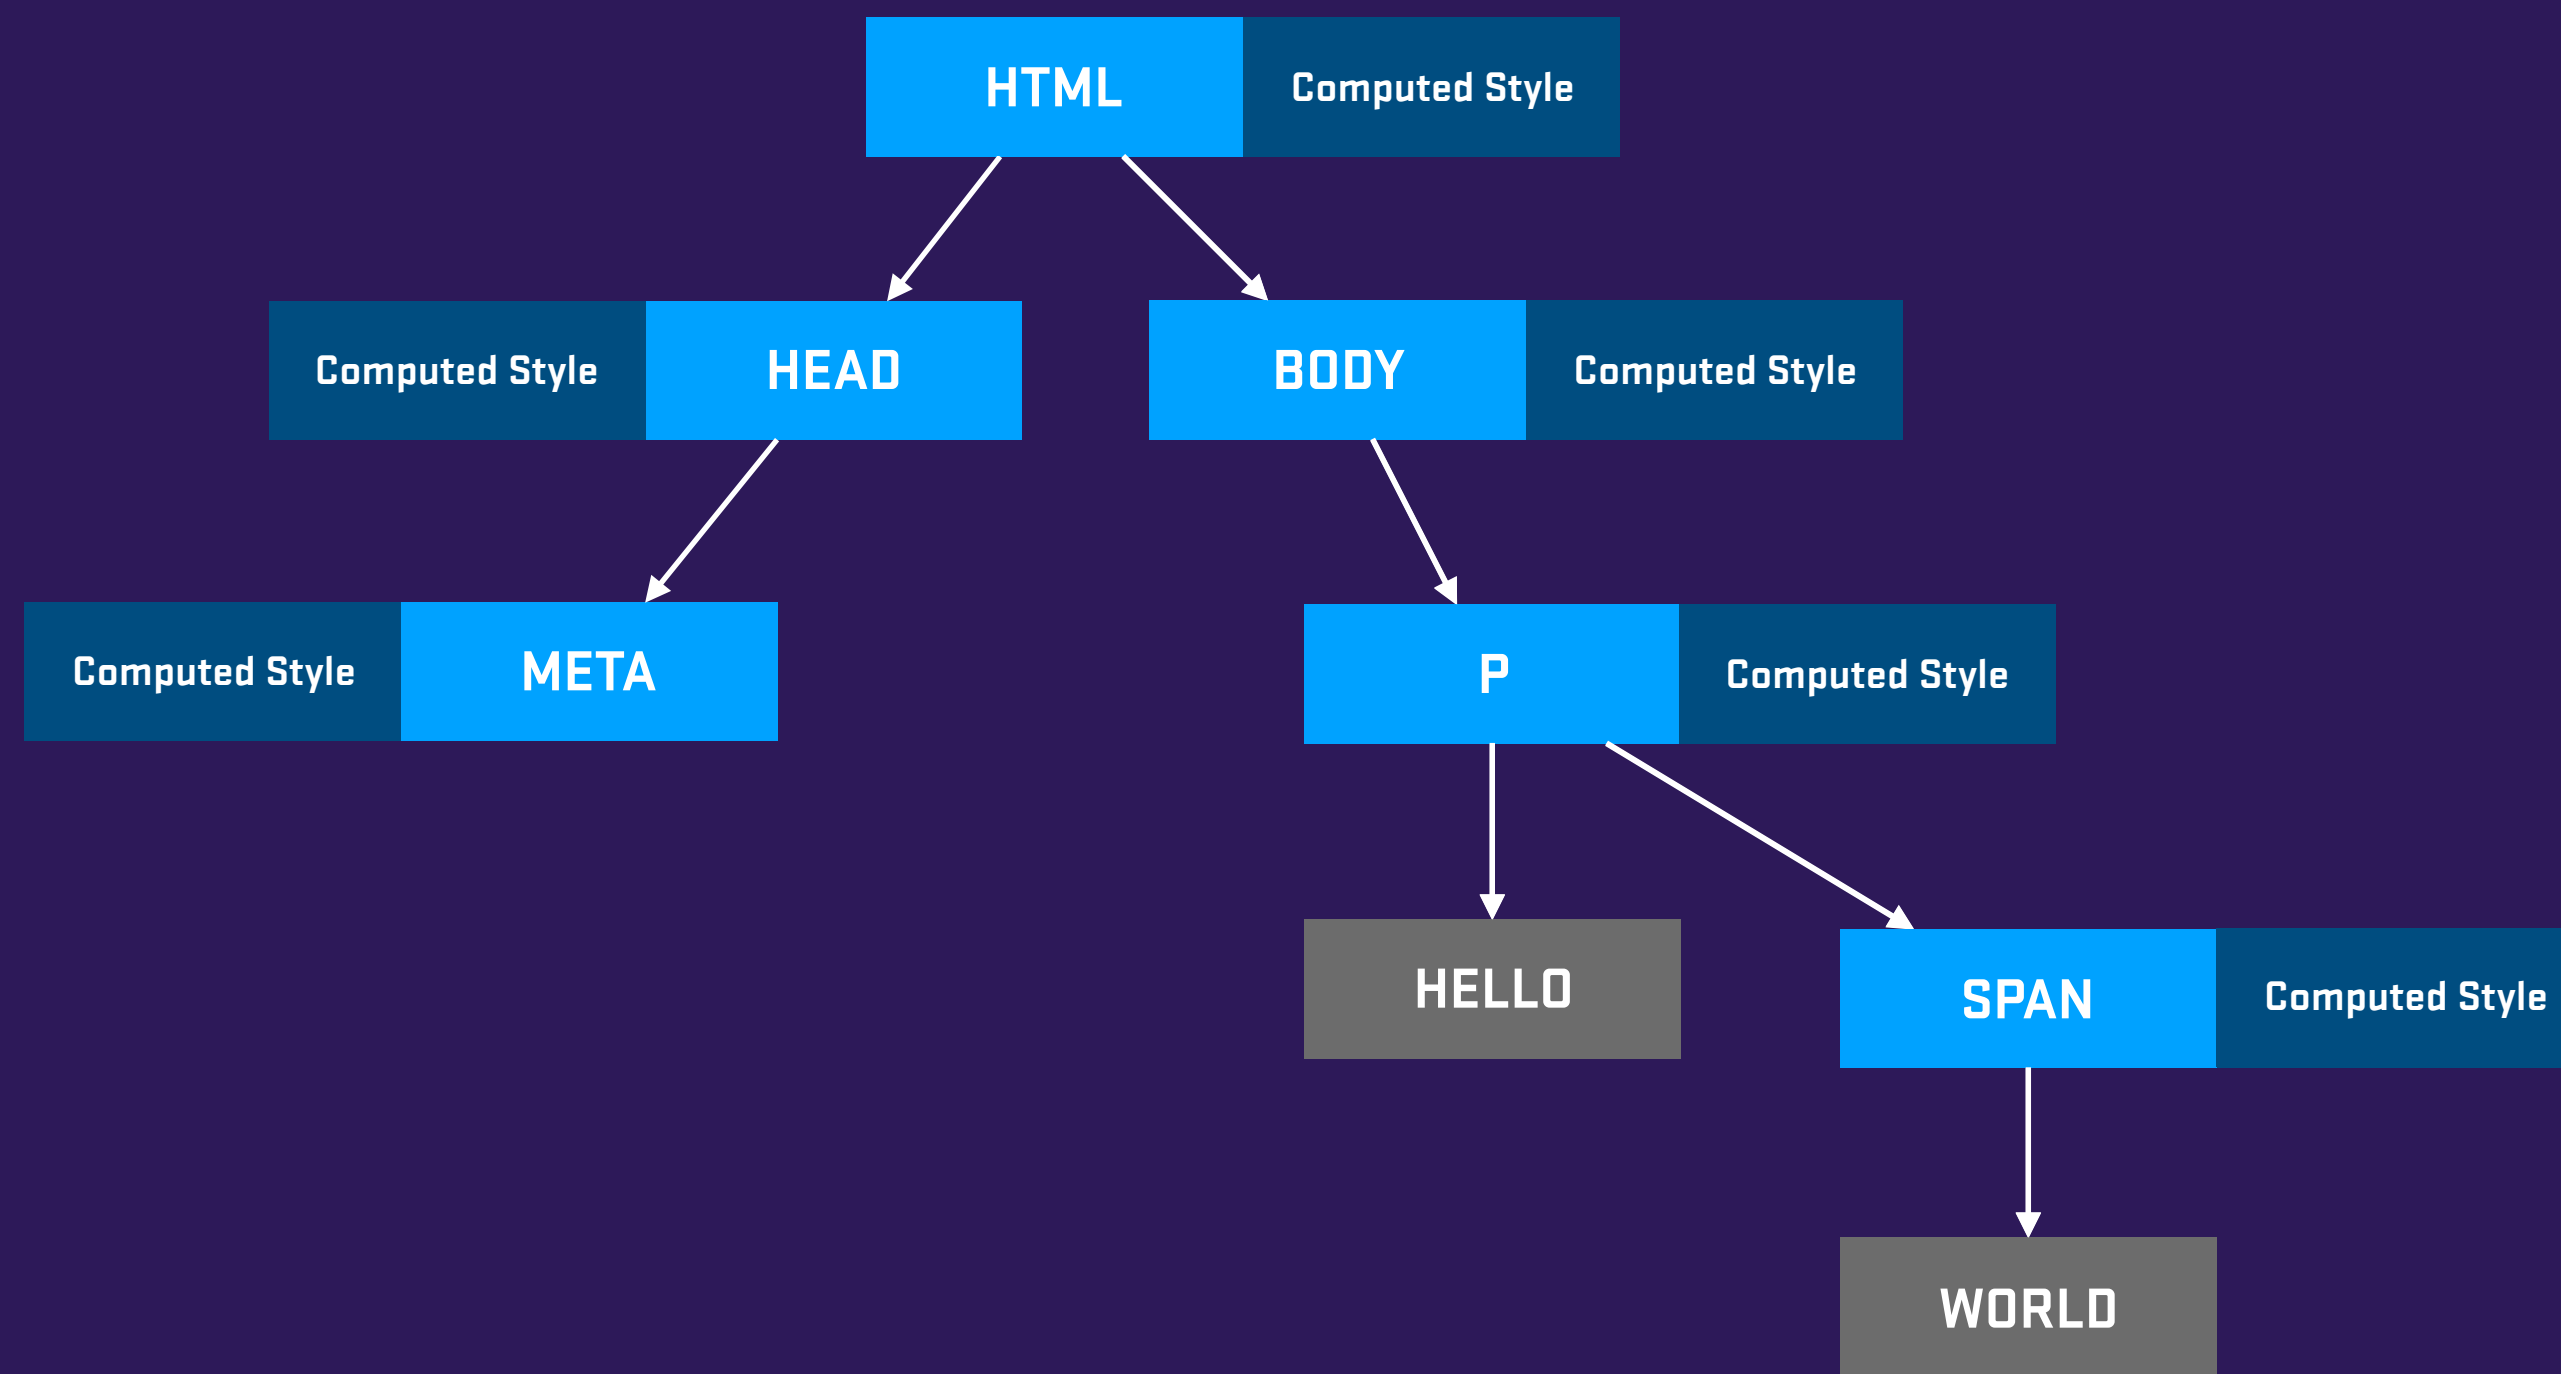 HTML
Computed Style
Computed Style
HEAD
BODY
Computed Style
Computed Style
META
P
Computed Style
HELLO
SPAN
Computed Style
WORLD